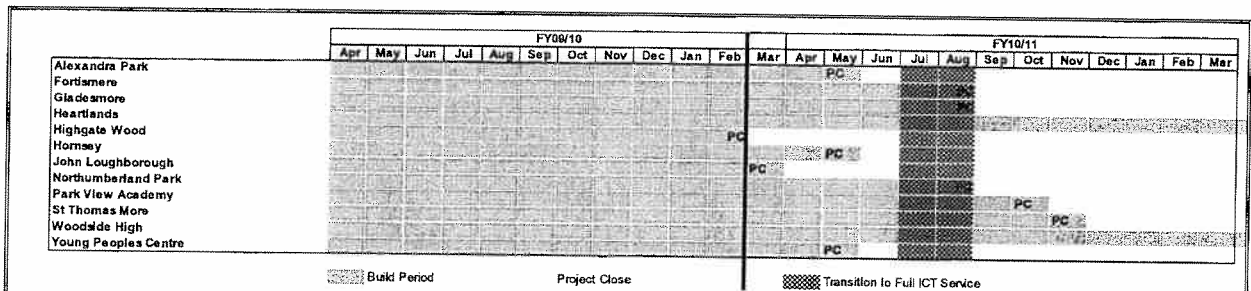 FY09/10 FY10/11
Apr May Jun Jul Aug Sep Oct Nov Dec Jan Feb Mar Apr May Jun Jul Aug Sep Oct Nov Dec Jan Feb Mar
Alexandra Park PC
Fortismere PC
Gladesmore PC
Heartlands
Highgate Wood PC
Hornsey PC
John Loughborough PC
Northumberland Park PC
Park View Academy PC
St Thomas More PC
Woodside High
Young Peoples Centre PC
Build Period Project Close Transition to Full ICT Service